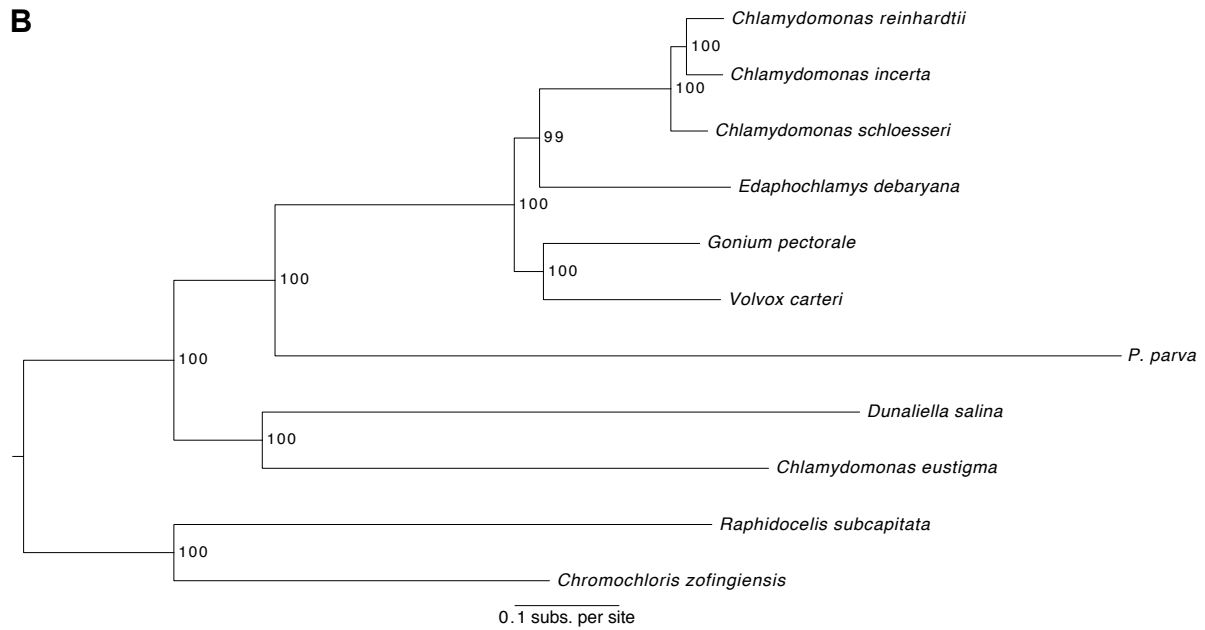 B
Chlamydomonas reinhardtii
100
Chlamydomonas incerta
100
Chlamydomonas schloesseri
99
Edaphochlamys debaryana
100
Gonium pectorale
100
Volvox carteri
100
P. parva
100
Dunaliella salina
100
Chlamydomonas eustigma
Raphidocelis subcapitata
100
Chromochloris zofingiensis
0.1 subs. per site